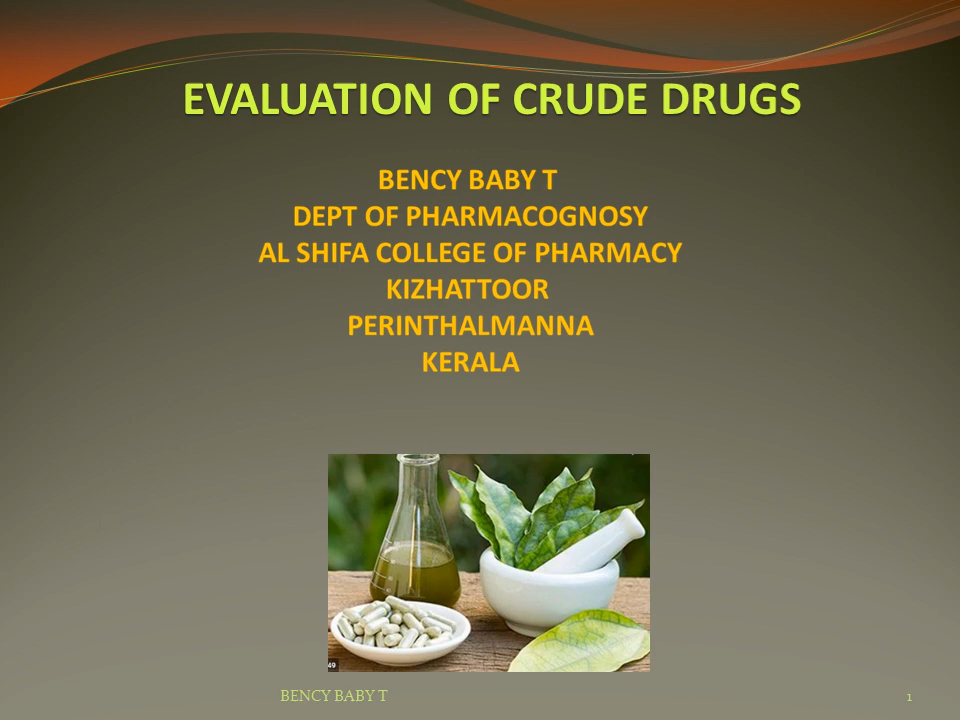 EVALUATION OF CRUDE DRUGS
BENCY BABY T
DEPT OF PHARMACOGNOSY
AL SHIFA COLLEGE OF PHARMACY
KIZHATTOOR
PERINTHALMANNA
KERALA
49
BENCY BABY T 1